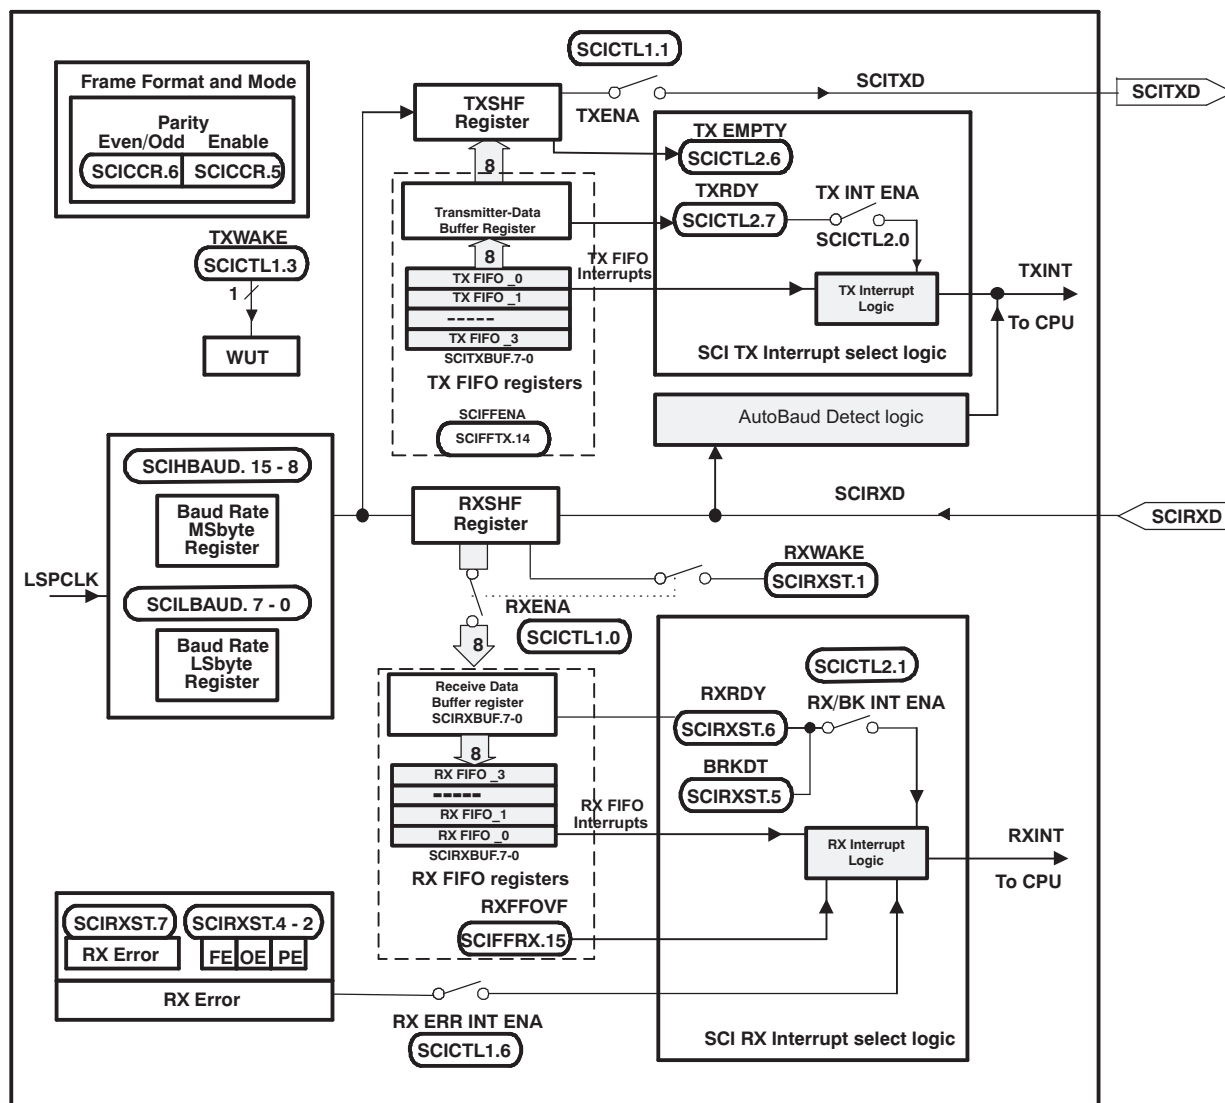 SCICTL1.1
Frame Format and Mode
Parity
Even/Odd Enable
SCICCR.6 SCICCR.5
TXSHF
Register
TXENA
SCITXD
SCITXD
TX EMPTY
SCICTL2.6
8
TXRDY
SCICTL2.7
TX INT ENA
SCICTL2.0
Transmitter-Data
Buffer Register
8
TXWAKE
SCICTL1.3
1
WUT
TX FIFO
Interrupts
TX FIFO _0
TX FIFO _1
-----
TX FIFO _3
SCITXBUF.7-0
TX FIFO registers
SCIFFENA
SCIFFTX.14
TX Interrupt
Logic
TXINT
To CPU
SCI TX Interrupt select logic
AutoBaud Detect logic
SCIHBAUD. 15 - 8
Baud Rate
MSbyte
Register
LSPCLK
SCILBAUD. 7 - 0
Baud Rate
LSbyte
Register
RXSHF
Register
SCIRXD
SCIRXD
RXWAKE
SCIRXST.1
RXENA
SCICTL1.0
8
SCICTL2.1
RX/BK INT ENA
Receive Data
Buffer register
SCIRXBUF.7-0
8
RXRDY
SCIRXST.6
BRKDT
SCIRXST.5
RX FIFO _3
-----
RX FIFO_1
RX FIFO _0
SCIRXBUF.7-0
RX FIFO registers
RX FIFO
Interrupts
RX Interrupt
Logic
RXINT
To CPU
RXFFOVF
SCIFFRX.15
SCIRXST.7 SCIRXST.4 - 2
RX Error FE OE PE
RX Error
RX ERR INT ENA
SCICTL1.6
SCI RX Interrupt select logic